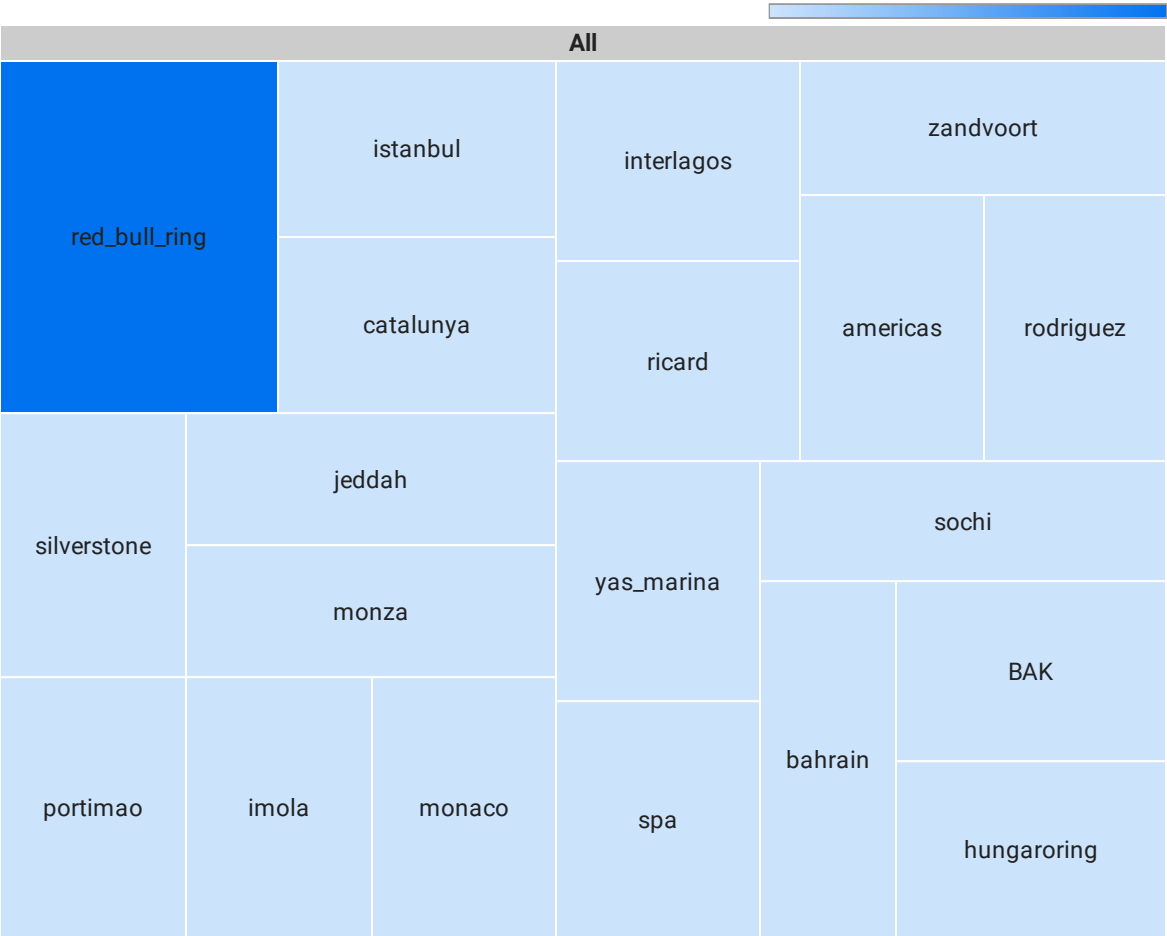 All
red_bull_ring
istanbul
catalunya
interlagos
ricard
zandvoort
americas
rodriguez
silverstone
jeddah
monza
portimao
imola
monaco
yas_marina
spa
sochi
bahrain
BAK
hungaroring